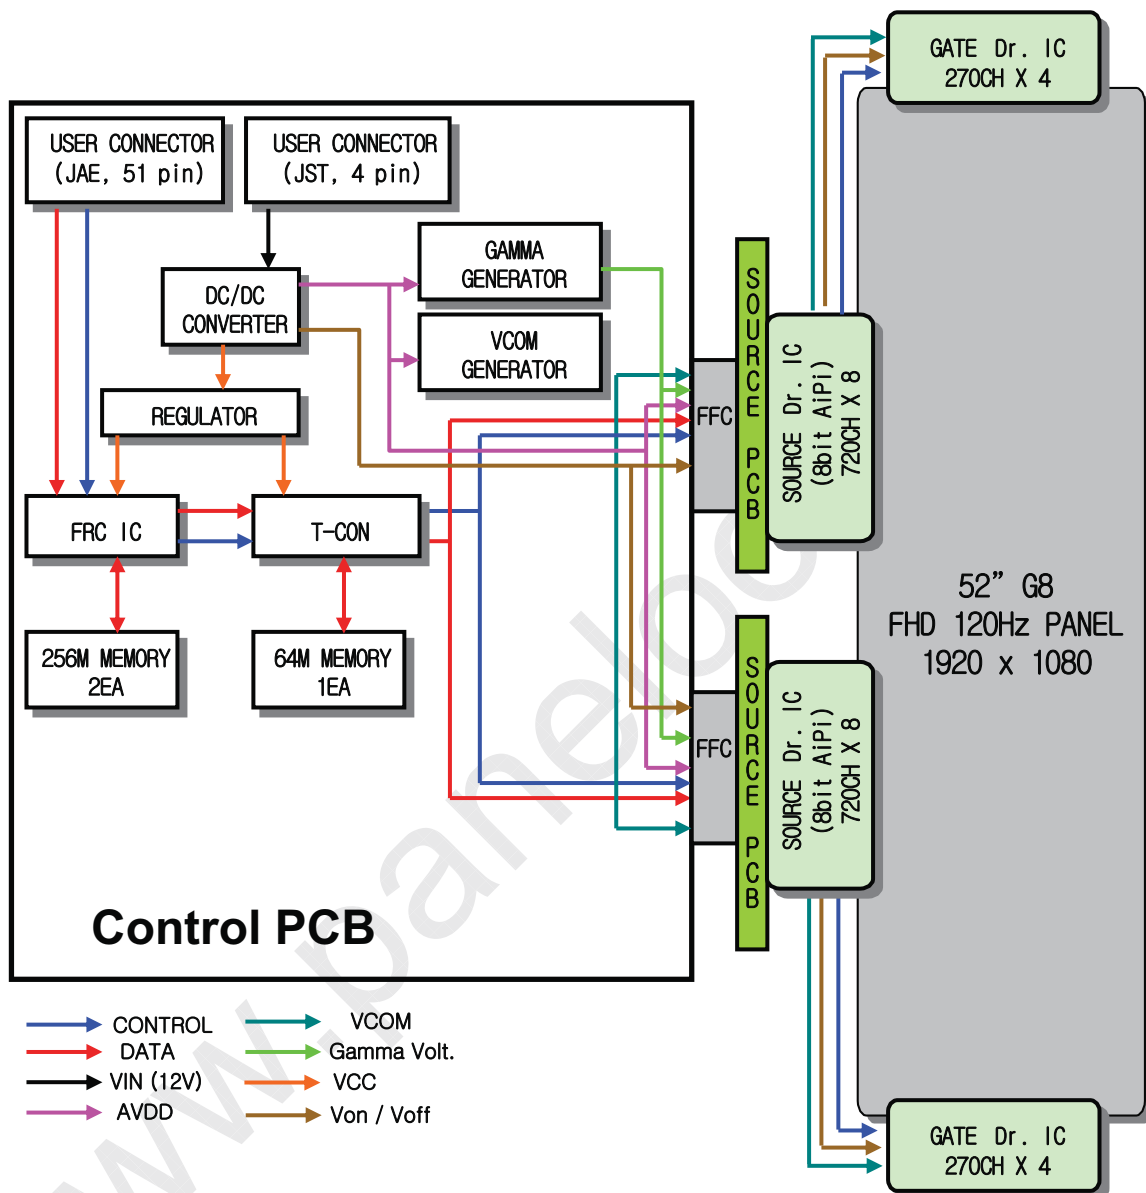 GATE Dr. IC
270CH X 4
USER CONNECTOR
(JAE, 51 pin)
USER CONNECTOR
(JST, 4 pin)
GAMMA
GENERATOR
DC/DC
CONVERTER
VCOM
GENERATOR
REGULATOR
FRC IC
T-CON
256M MEMORY
2EA
64M MEMORY
1EA
FFC
SOURCE PCB
SOURCE Dr. IC
(8bit AiPi)
720CH X 8
FFC
SOURCE PCB
SOURCE Dr. IC
(8bit AiPi)
720CH X 8
52” G8
FHD 120Hz PANEL
1920 x 1080
Control PCB
CONTROL
DATA
VIN (12V)
AVDD
VCOM
Gamma Volt.
VCC
Von / Voff
GATE Dr. IC
270CH X 4